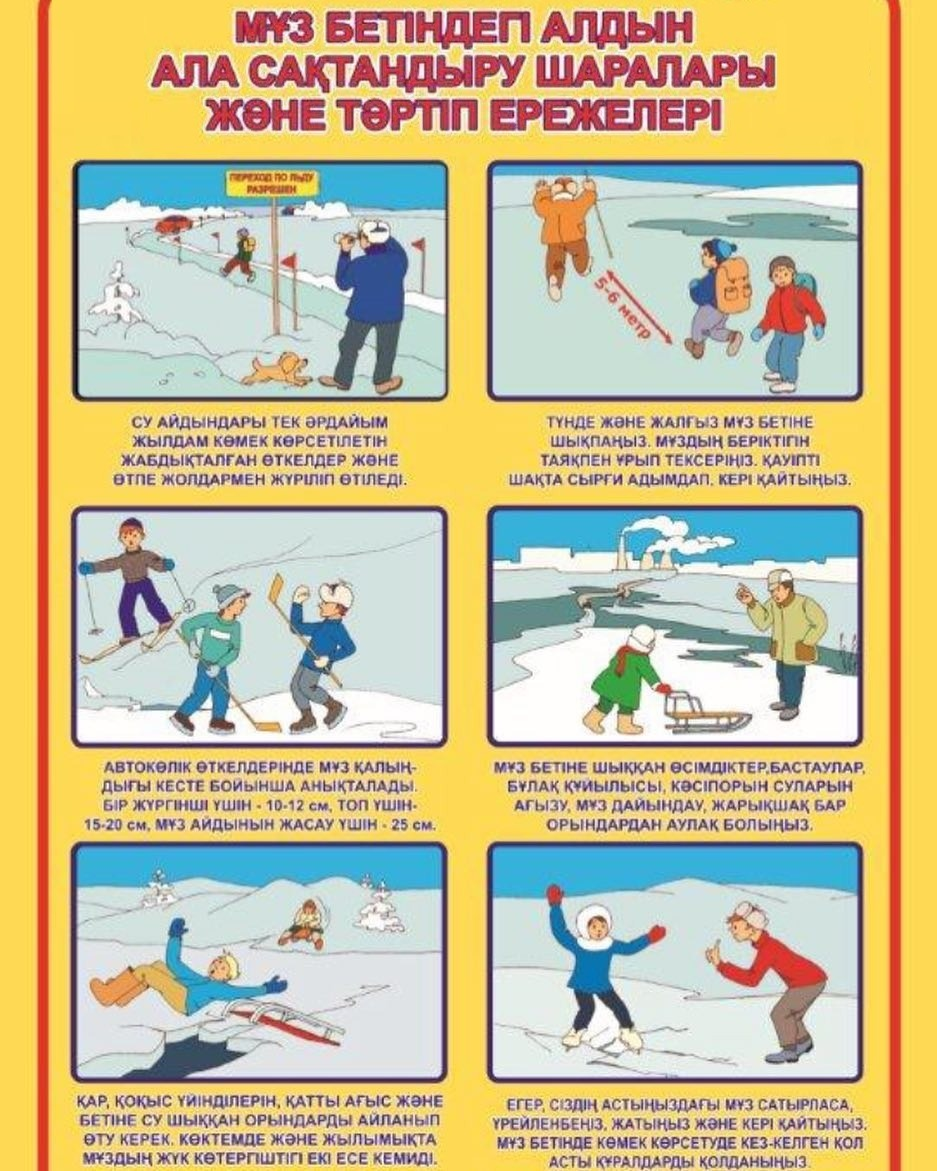 МҰЗ БЕТІНДЕГІ АЛДЫН
АЛА САҚТАНДЫРУ ШАРАЛАРЫ
ЖӘНЕ ТӘРТІП ЕРЕЖЕЛЕРІ
ПЕРЕХОД ПО ЛЬДУ
РАЗРЕШЕН
СУ АЙДЫНДАРЫ ТЕК ӘРДАЙЫМ
ЖЫЛДАМ КӨМЕК КӨРСЕТІЛЕТІН
ЖАБДЫҚТАЛҒАН ӨТКЕЛДЕР ЖӘНЕ
ӨТПЕ ЖОЛДАРМЕН ЖҮРІЛІП ӨТІЛЕДІ.
5-6 метр
ТҮНДЕ ЖӘНЕ ЖАЛҒЫЗ МҰЗ БЕТІНЕ
ШЫҚПАҢЫЗ. МҰЗДЫҢ БЕРІКТІГІН
ТАЯҚПЕН ҰРЫП ТЕКСЕРІҢІЗ. ҚАУІПТІ
ШАҚТА СЫРҒИ АДЫМДАП, КЕРІ ҚАЙТЫҢЫЗ.
АВТОКӨЛІК ӨТКЕЛДЕРІНДЕ МҰЗ ҚАЛЫҢ-
ДЫҒЫ КЕСТЕ БОЙЫНША АНЫҚТАЛАДЫ.
БІР ЖҮРГІНШІ ҮШІН - 10-12 см, ТОП ҮШІН-
15-20 см, МҰЗ АЙДЫНЫН ЖАСАУ ҮШІН - 25 см.
МҰЗ БЕТІНЕ ШЫҚҚАН ӨСІМДІКТЕР,БАСТАУЛАР,
БҰЛАҚ ҚҰЙЫЛЫСЫ, КӘСІПОРЫН СУЛАРЫН
АҒЫЗУ, МҰЗ ДАЙЫНДАУ, ЖАРЫҚШАҚ БАР
ОРЫНДАРДАН АУЛАҚ БОЛЫҢЫЗ.
ҚАР, ҚОҚЫС ҮЙІНДІЛЕРІН, ҚАТТЫ АҒЫС ЖӘНЕ
БЕТІНЕ СУ ШЫҚҚАН ОРЫНДАРДЫ АЙЛАНЫП
ӨТУ КЕРЕК. КӨКТЕМДЕ ЖӘНЕ ЖЫЛЫМЫҚТА
МҰЗДЫҢ ЖҮК КӨТЕРГІШТІГІ ЕКІ ЕСЕ КЕМИДІ.
ЕГЕР, СІЗДІҢ АСТЫҢЫЗДАҒЫ МҰЗ САТЫРЛАСА,
ҮРЕЙЛЕНБЕҢІЗ, ЖАТЫҢЫЗ ЖӘНЕ КЕРІ ҚАЙТЫҢЫЗ.
МҰЗ БЕТІНДЕ КӨМЕК КӨРСЕТУДЕ КЕЗ-КЕЛГЕН ҚОЛ
АСТЫ ҚҰРАЛДАРДЫ ҚОЛДАНЫҢЫЗ.